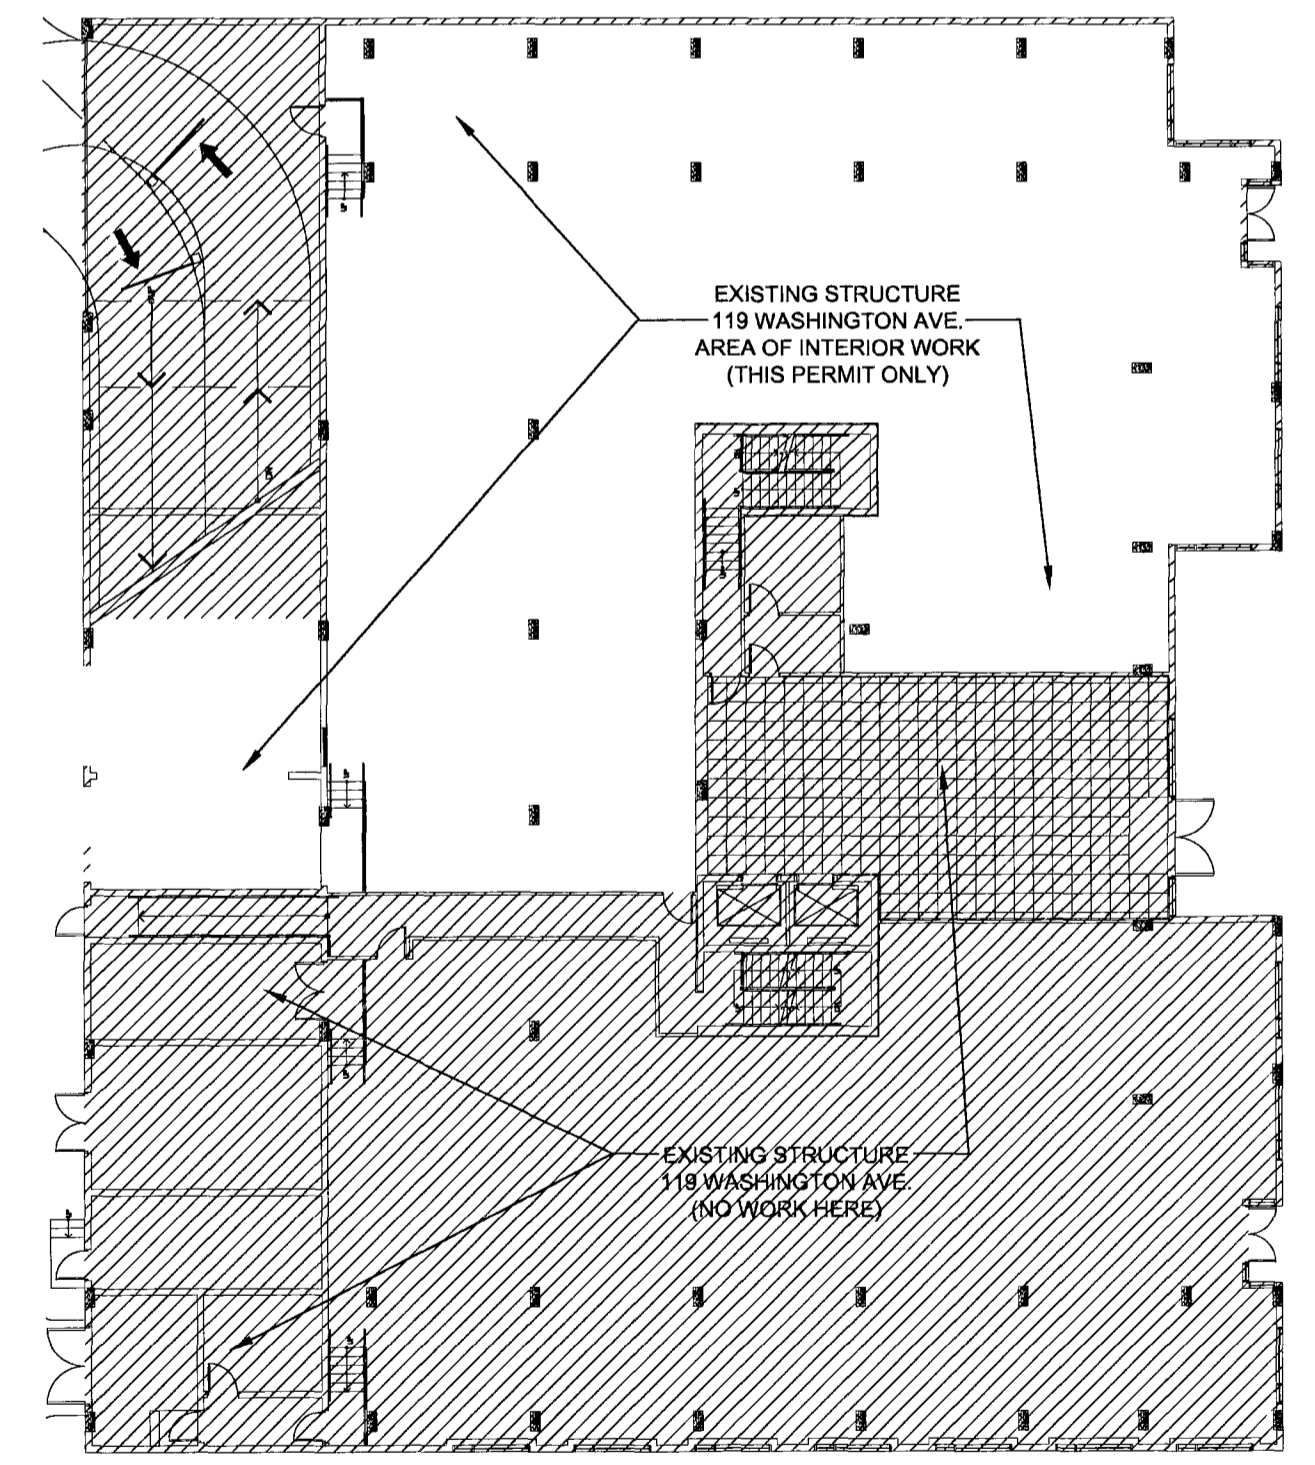 EXISTING STRUCTURE
119 WASHINGTON AVE.
AREA OF INTERIOR WORK
(THIS PERMIT ONLY)
EXISTING STRUCTURE
119 WASHINGTON AVE.
(NO WORK HERE)